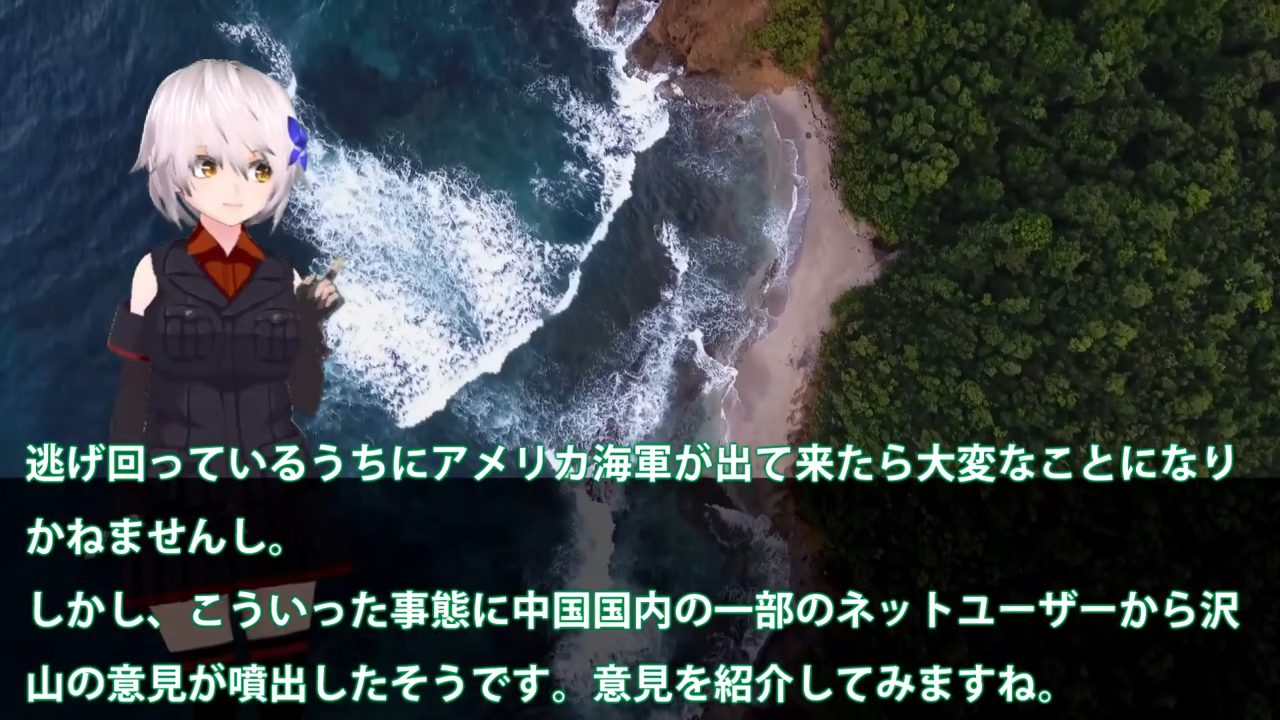 逃げ回っているうちにアメリカ海軍が出て来たら大変なことになり
かねませんし。
しかし、こういった事態に中国国内の一部のネットユーザーから沢
山の意見が噴出したそうです。意見を紹介してみますね。